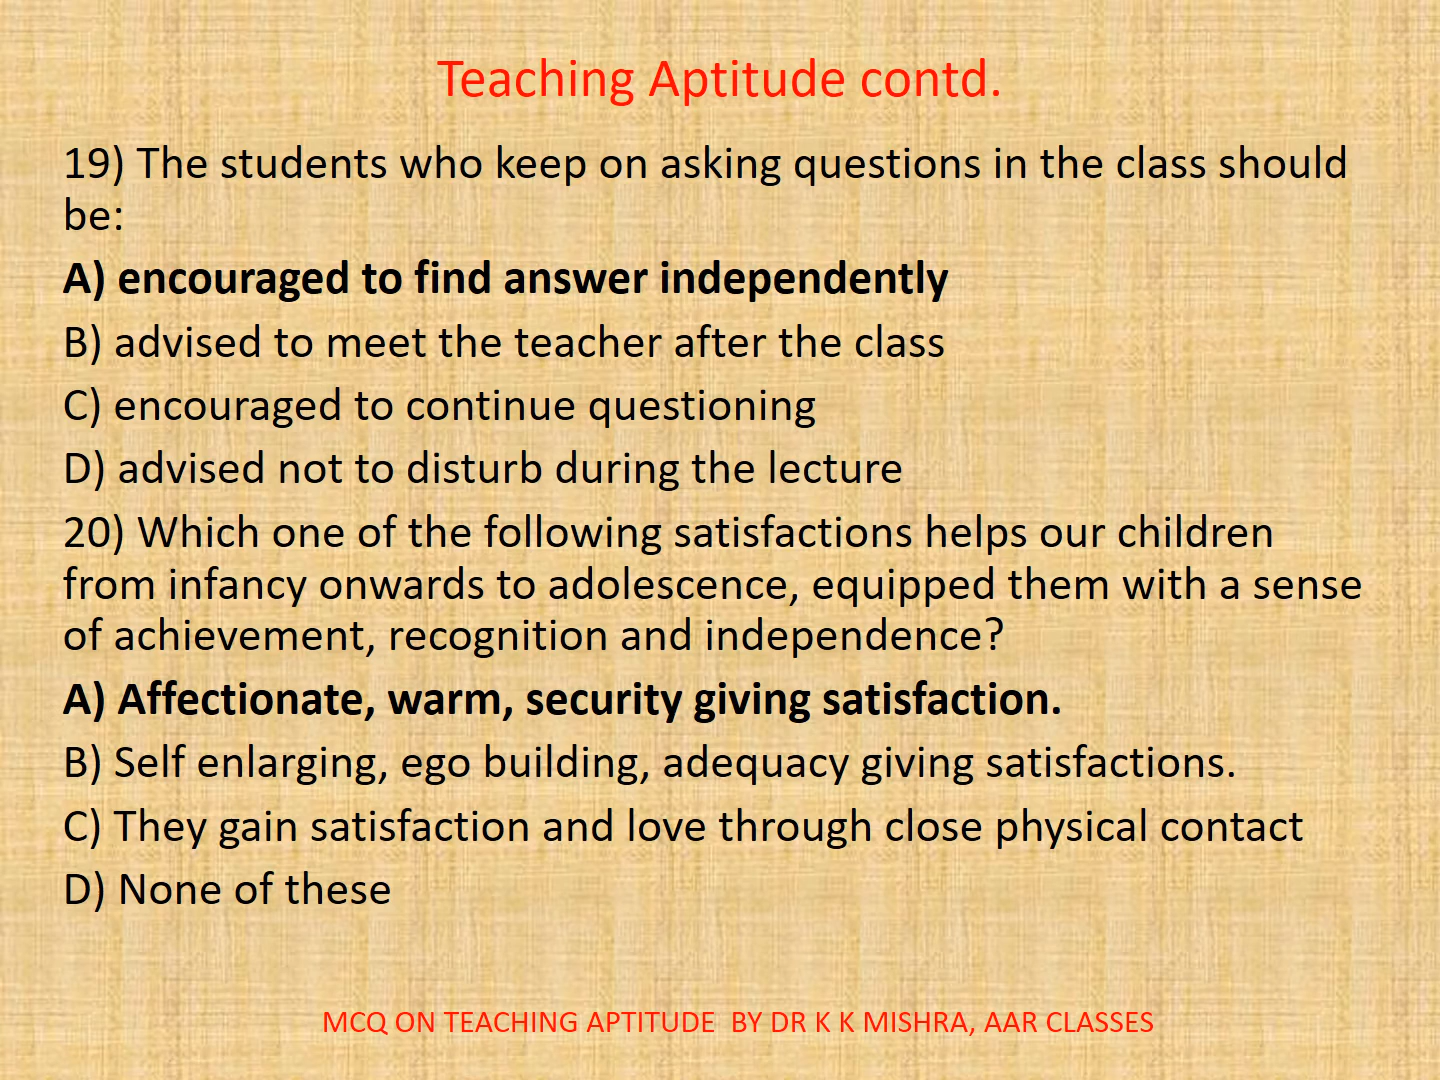 Teaching Aptitude contd.
19) The students who keep on asking questions in the class should
be:
A) encouraged to find answer independently
B) advised to meet the teacher after the class
C) encouraged to continue questioning
D) advised not to disturb during the lecture
20) Which one of the following satisfactions helps our children
from infancy onwards to adolescence, equipped them with a sense
of achievement, recognition and independence?
A) Affectionate, warm, security giving satisfaction.
B) Self enlarging, ego building, adequacy giving satisfactions.
C) They gain satisfaction and love through close physical contact
D) None of these
MCQ ON TEACHING APTITUDE  BY DR K K MISHRA, AAR CLASSES